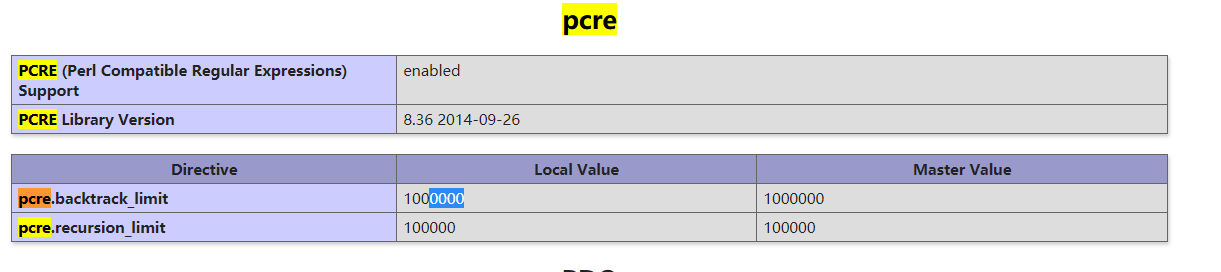 pcre
PCRE (Perl Compatible Regular Expressions) Support enabled
PCRE Library Version 8.36 2014-09-26
Directive Local Value Master Value
pcre.backtrack_limit 1000000 1000000
pcre.recursion_limit 100000 100000